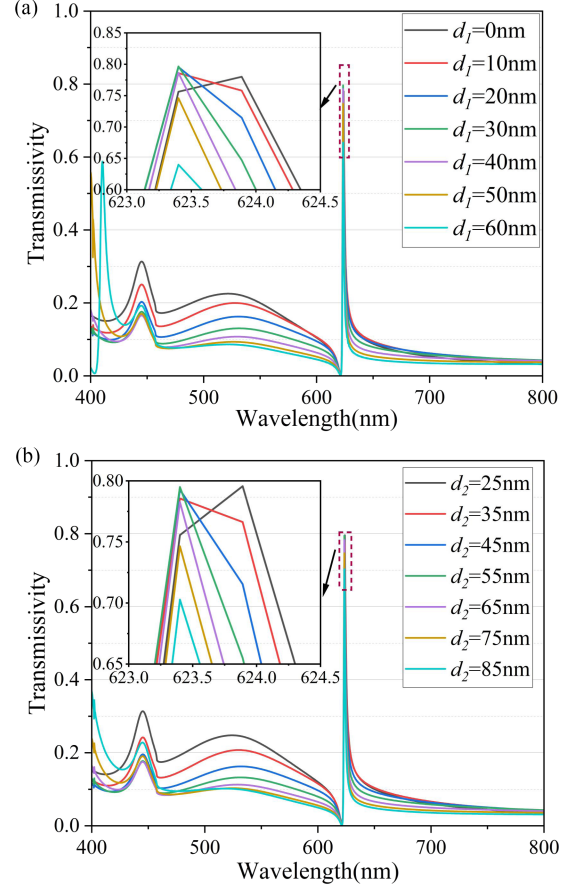 (a)
1.0
0.8
0.6
0.4
0.2
0.0
Transmissivity
400
500
600
700
800
Wavelength(nm)
0.85
0.80
0.75
0.70
0.65
0.60
623.0
623.5
624.0
624.5
d1=0nm
d1=10nm
d1=20nm
d1=30nm
d1=40nm
d1=50nm
d1=60nm
(b)
1.0
0.8
0.6
0.4
0.2
0.0
Transmissivity
400
500
600
700
800
Wavelength(nm)
0.80
0.75
0.70
0.65
623.0
623.5
624.0
624.5
d2=25nm
d2=35nm
d2=45nm
d2=55nm
d2=65nm
d2=75nm
d2=85nm